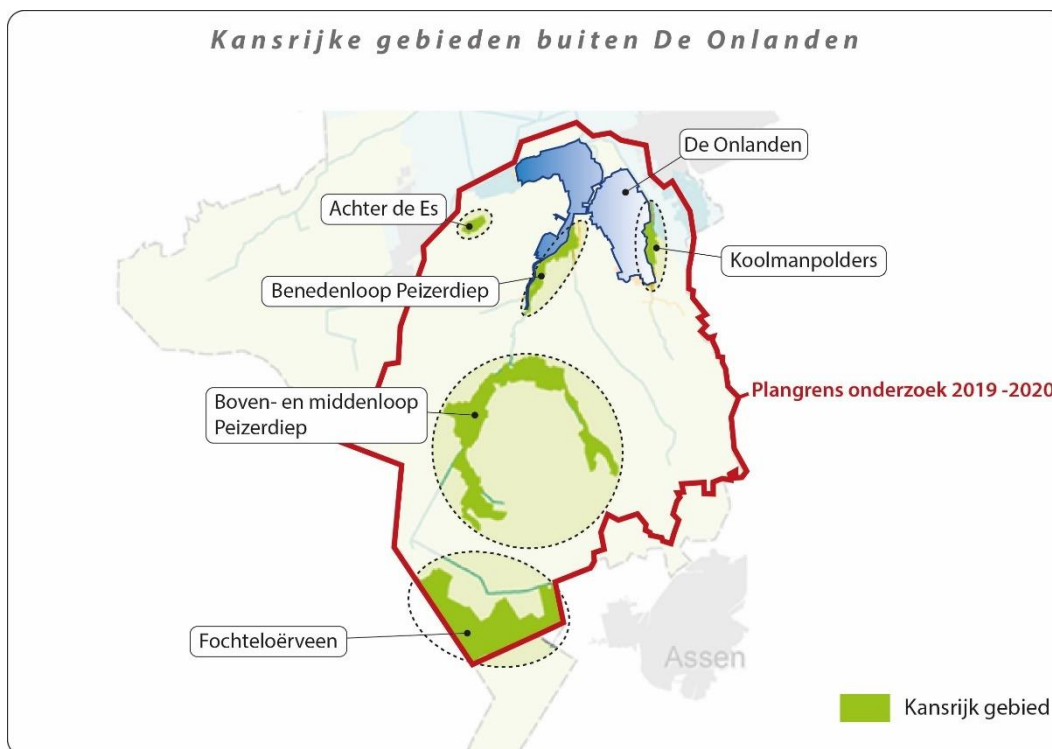 Kansrijke gebieden buiten De Onlanden
De Onlanden
Achter de Es
Koolmanpolders
Benedenloop Peizerdiep
Plangrens onderzoek 2019 -2020
Boven- en middenloop
Peizerdiep
Fochteloërveen
Assen
Kansrijk gebied